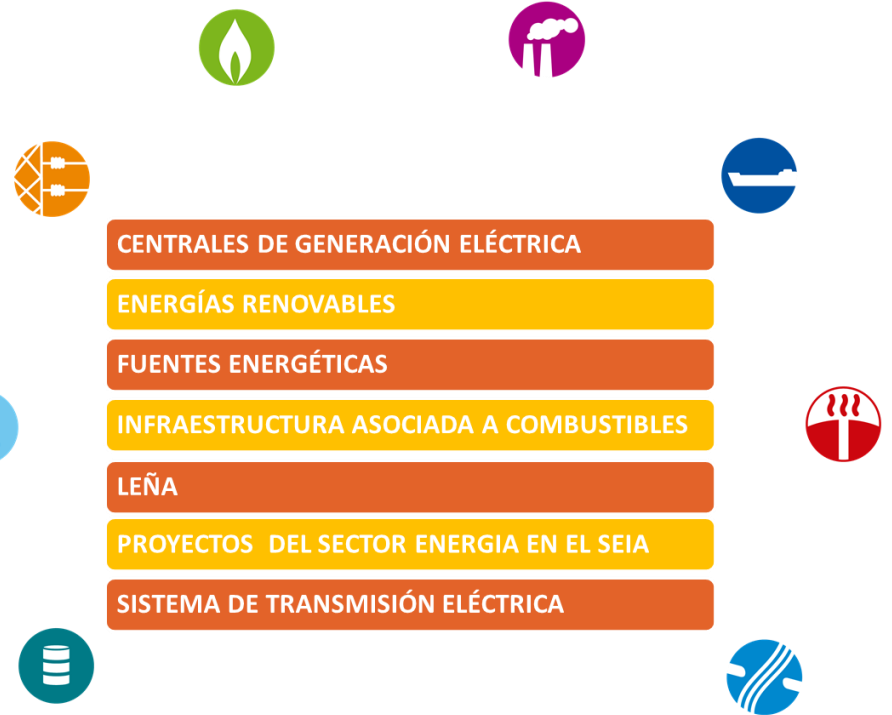 CENTRALES DE GENERACIÓN ELÉCTRICA
ENERGÍAS RENOVABLES
FUENTES ENERGÉTICAS
INFRAESTRUCTURA ASOCIADA A COMBUSTIBLES
LEÑA
PROYECTOS  DEL SECTOR ENERGIA EN EL SEIA
SISTEMA DE TRANSMISIÓN ELÉCTRICA